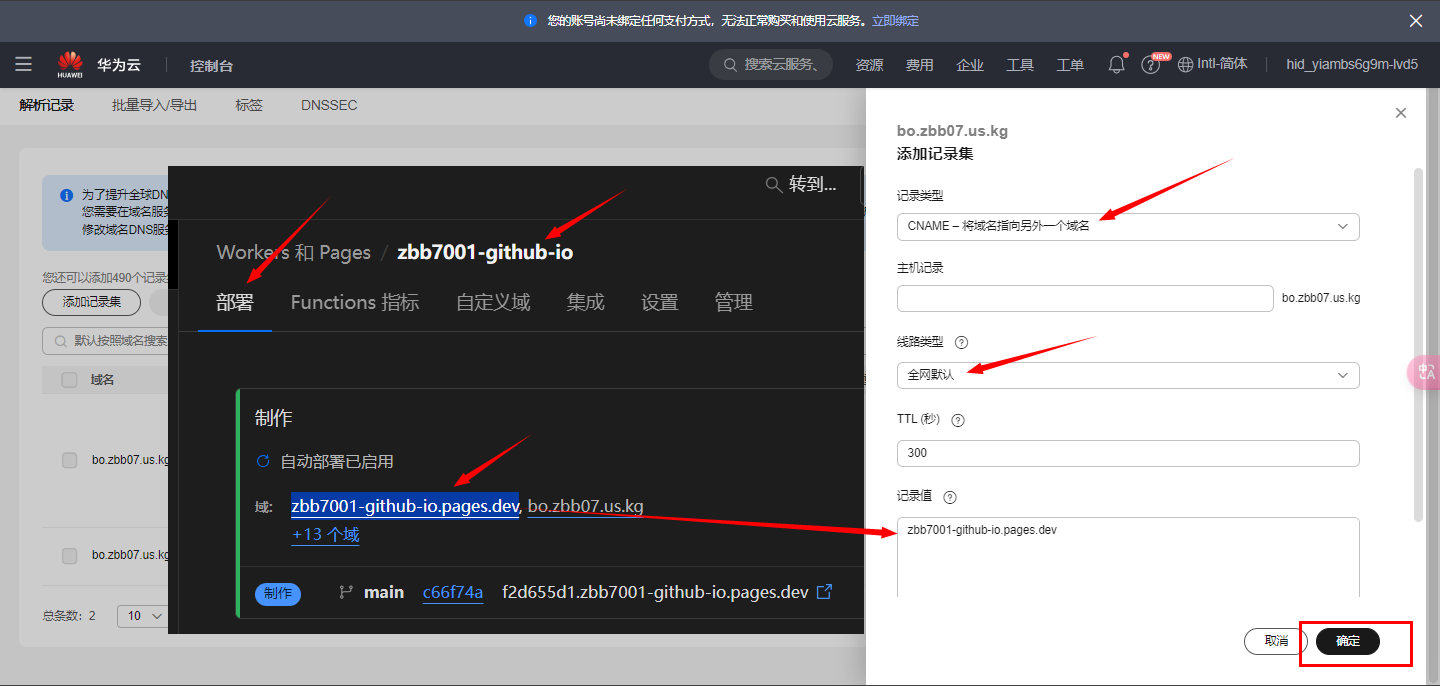 您的账号尚未绑定任何支付方式，无法正常购买和使用云服务。立即绑定
HUAWEI
华为云
控制台
搜索云服务、
资源
费用
企业
工具
工单
NEW
Intl-简体
hid_yiambs6g9m-lvd5
解析记录
批量导入/导出
标签
DNSSEC
为了提升全球DN
您需要在域名服务
修改域名DNS服务
您还可以添加490个记录
添加记录集
默认按照域名搜索
域名
bo.zbb07.us.kg
bo.zbb07.us.kg
总条数：2
10
转到...
Workers 和 Pages / zbb7001-github-io
部署
Functions 指标
自定义域
集成
设置
管理
制作
自动部署已启用
域: zbb7001-github-io.pages.dev, bo.zbb07.us.kg
+13 个域
制作
main
c66f74a
f2d655d1.zbb7001-github-io.pages.dev
bo.zbb07.us.kg
添加记录集
记录类型
CNAME – 将域名指向另外一个域名
主机记录
bo.zbb07.us.kg
线路类型
全网默认
TTL (秒)
300
记录值
zbb7001-github-io.pages.dev
取消
确定